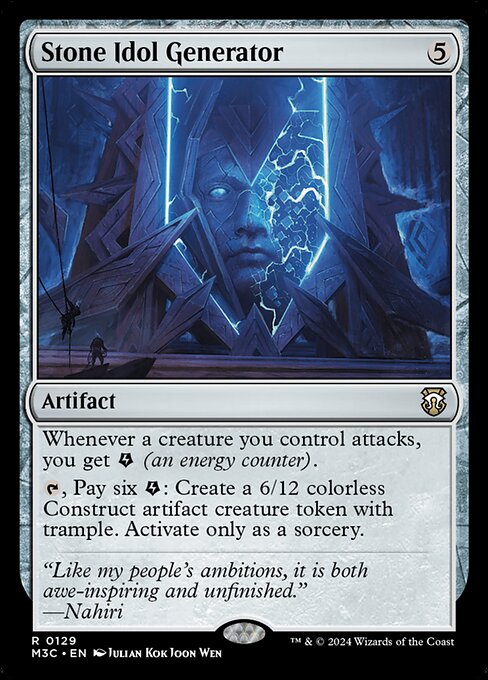 Stone Idol Generator 5
Artifact
Whenever a creature you control attacks,
you get (an energy counter).
, Pay six : Create a 6/12 colorless
Construct artifact creature token with
trample. Activate only as a sorcery.
“Like my people’s ambitions, it is both
awe-inspiring and unfinished.”
—Nahiri
R 0129
M3C • EN Julian Kok Joon Wen
™ & © 2024 Wizards of the Coast